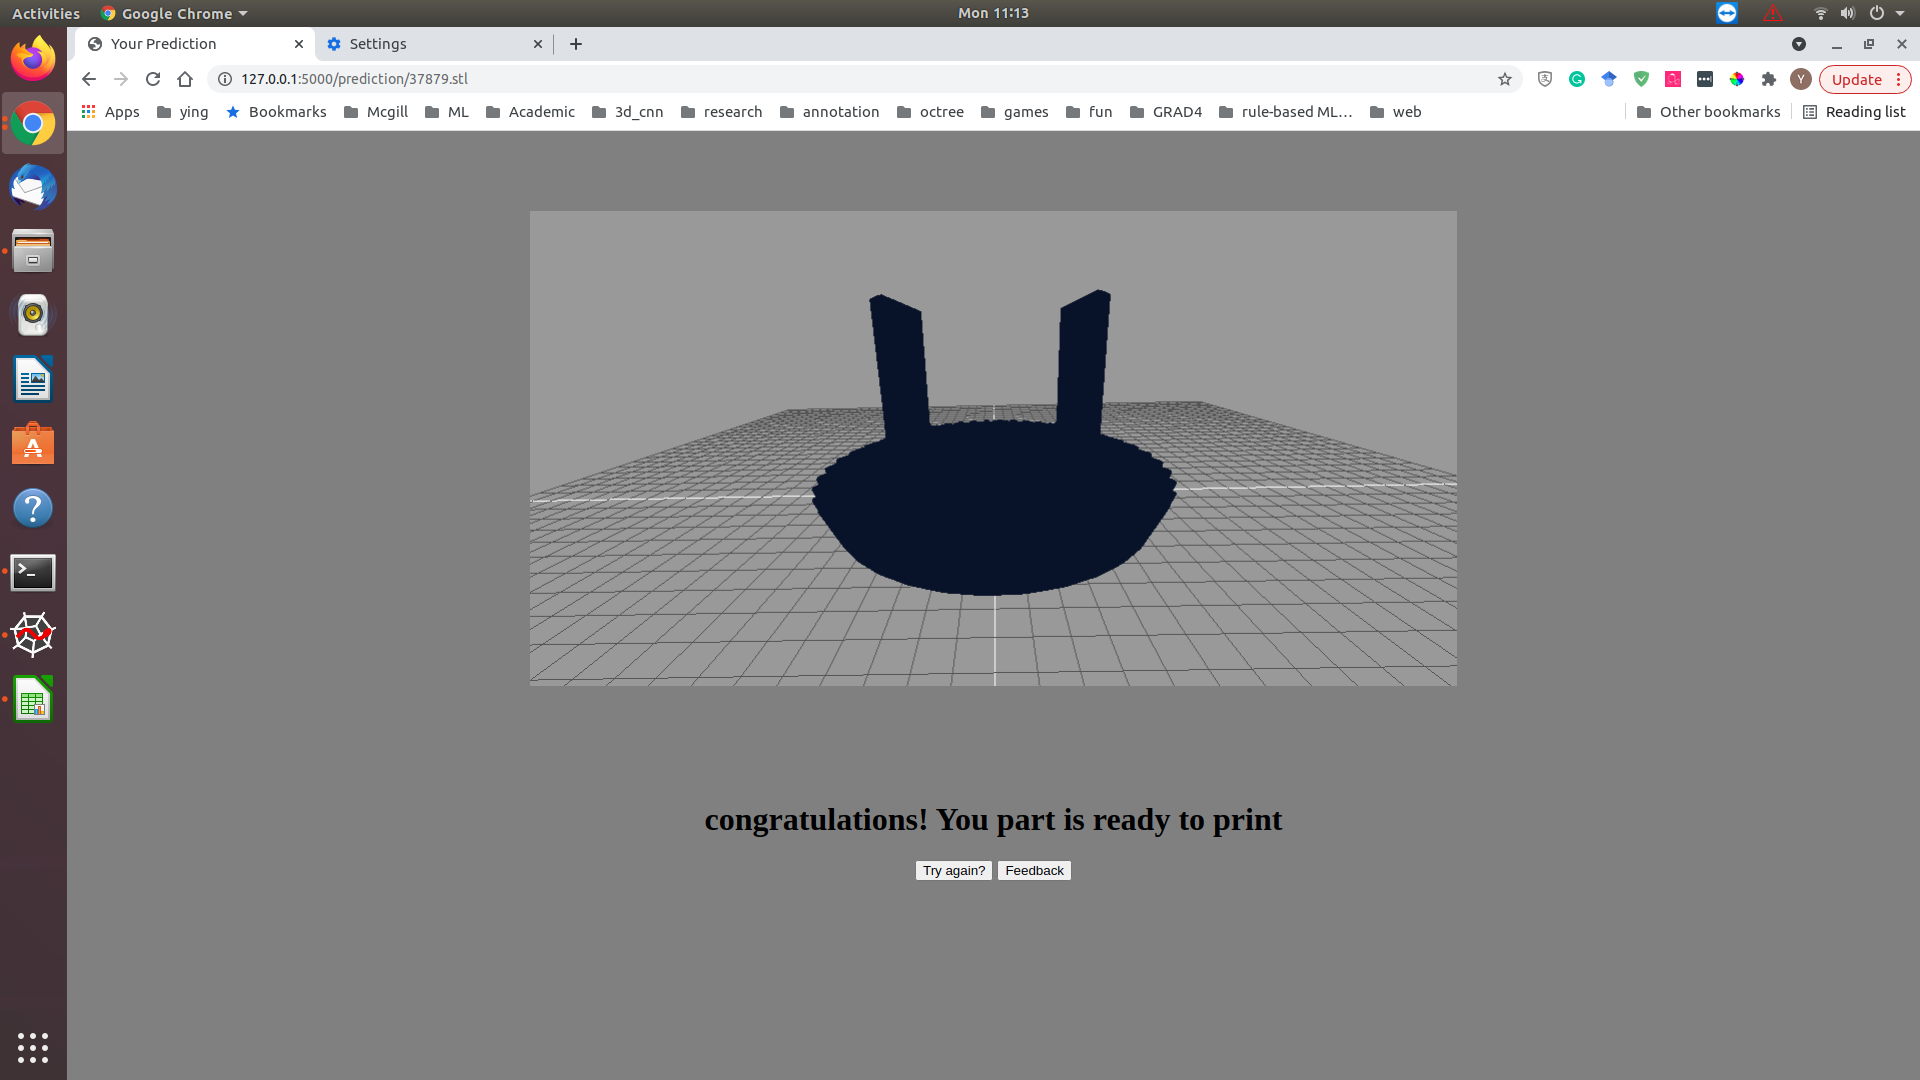 Activities Google Chrome Mon 11:13
Your Prediction Settings
127.0.0.1:5000/prediction/37879.stl Y Update
Apps ying Bookmarks Mcgill ML Academic 3d_cnn research annotation octree games fun GRAD4 rule-based ML... web Other bookmarks Reading list
congratulations! You part is ready to print
Try again? Feedback